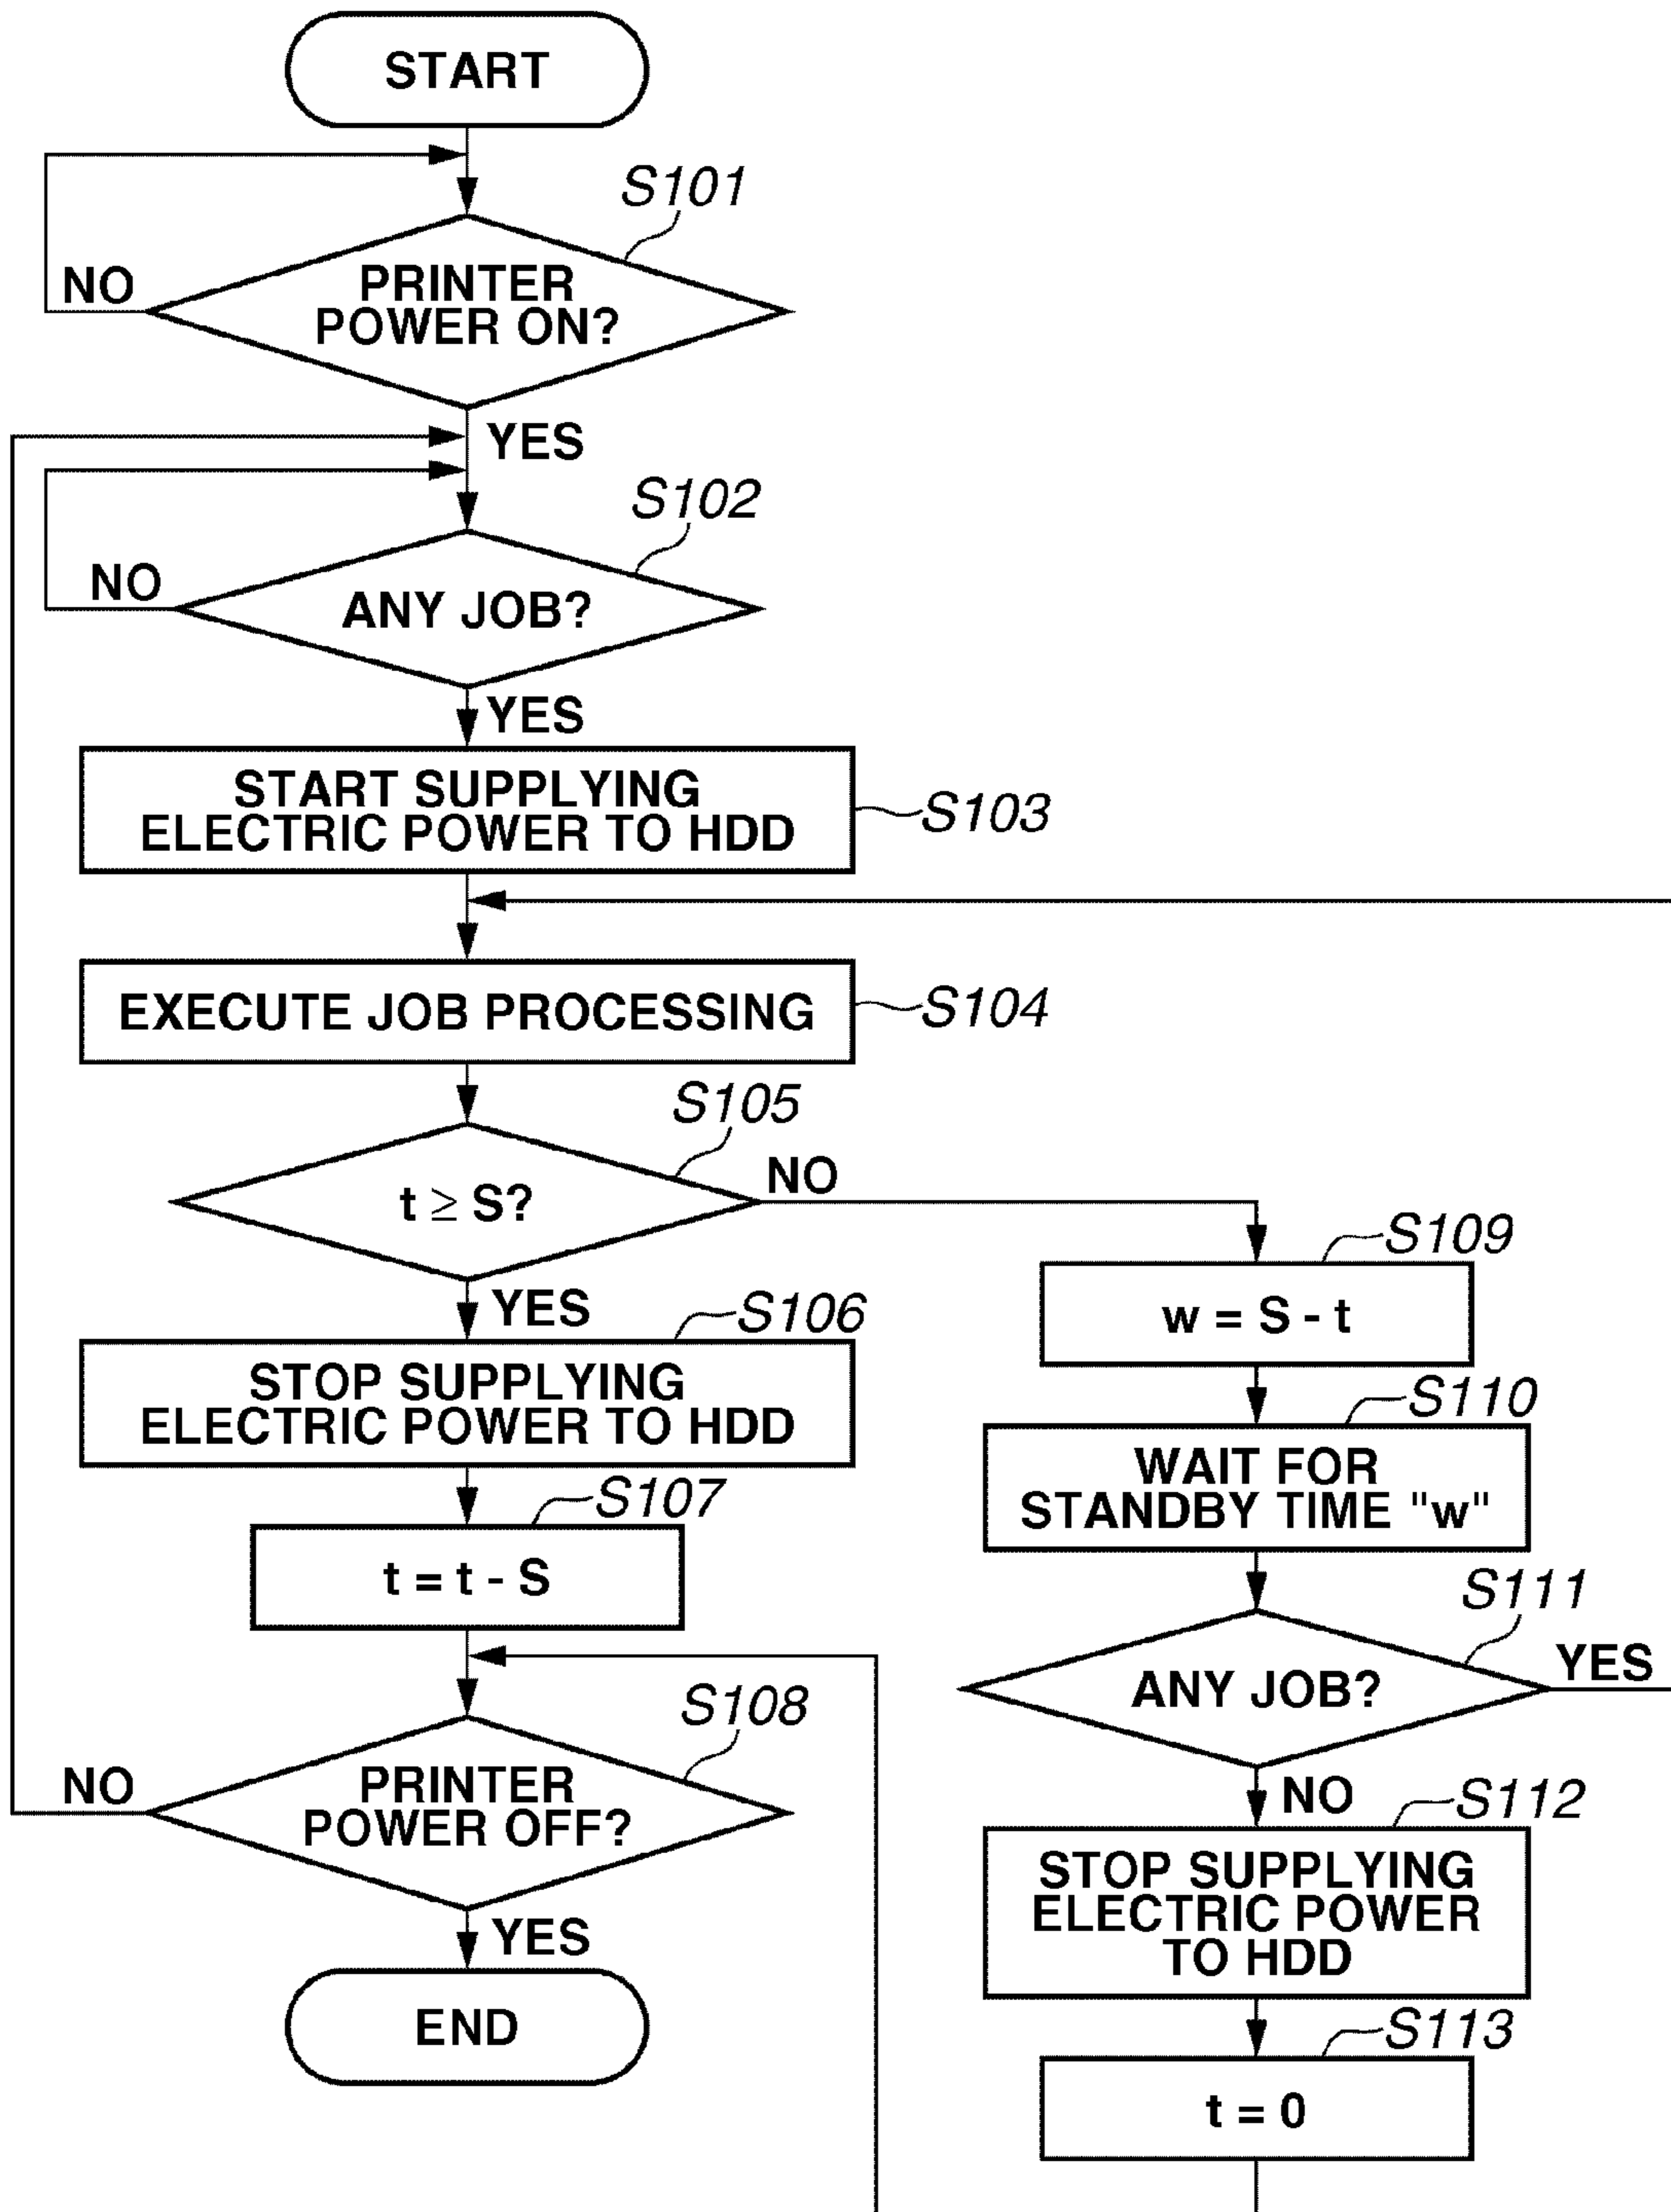 START
S101
NO
PRINTER
POWER ON?
YES
S102
NO
ANY JOB?
YES
START SUPPLYING
ELECTRIC POWER TO HDD
S103
EXECUTE JOB PROCESSING
S104
S105
t ≥ S?
NO
YES
S106
STOP SUPPLYING
ELECTRIC POWER TO HDD
S107
t = t - S
S108
NO
PRINTER
POWER OFF?
YES
END
S109
w = S - t
S110
WAIT FOR
STANDBY TIME "w"
S111
ANY JOB?
YES
NO
S112
STOP SUPPLYING
ELECTRIC POWER
TO HDD
S113
t = 0